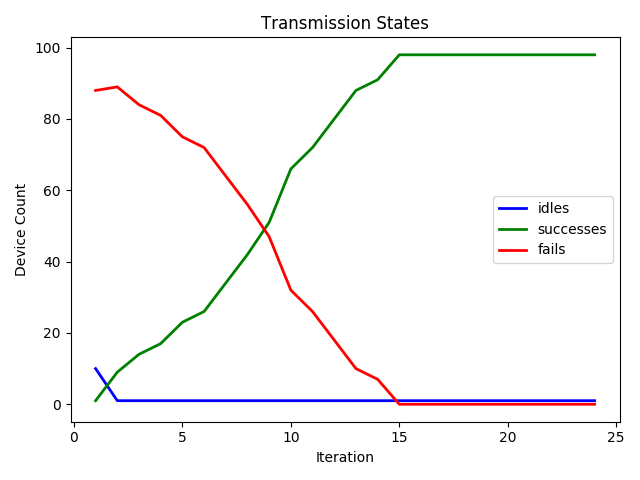 Transmission States
Device Count
100
80
60
40
20
0
0 5 10 15 20 25
Iteration
idles
successes
fails